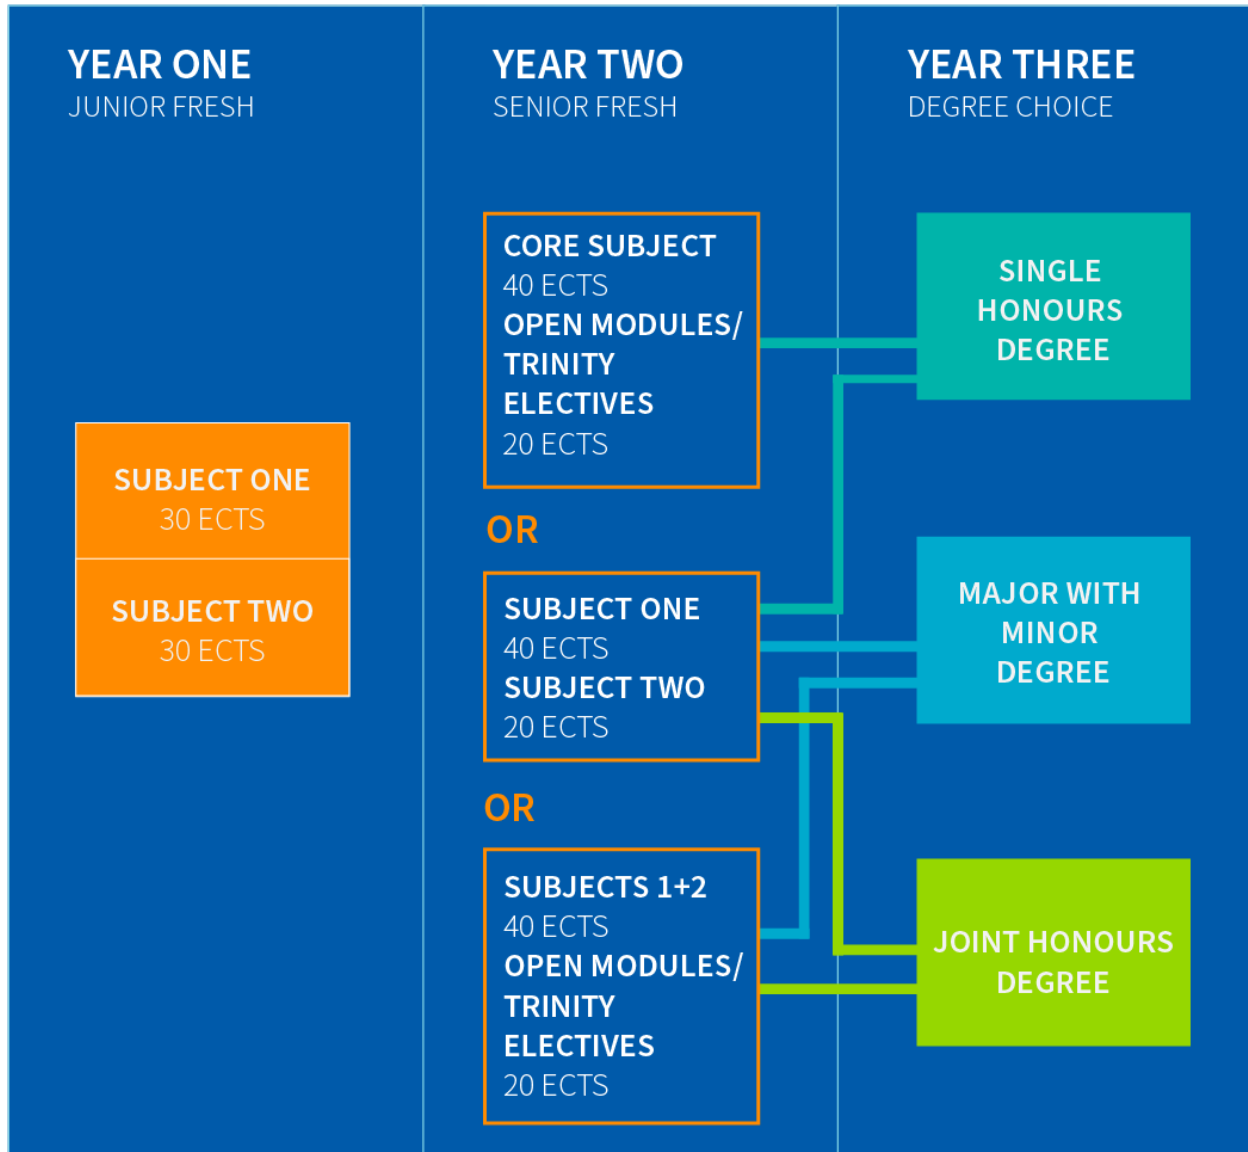 YEAR ONE
JUNIOR FRESH
SUBJECT ONE
30 ECTS
SUBJECT TWO
30 ECTS
YEAR TWO
SENIOR FRESH
CORE SUBJECT
40 ECTS
OPEN MODULES/
TRINITY
ELECTIVES
20 ECTS
OR
SUBJECT ONE
40 ECTS
SUBJECT TWO
20 ECTS
OR
SUBJECTS 1+2
40 ECTS
OPEN MODULES/
TRINITY
ELECTIVES
20 ECTS
YEAR THREE
DEGREE CHOICE
SINGLE
HONOURS
DEGREE
MAJOR WITH
MINOR
DEGREE
JOINT HONOURS
DEGREE